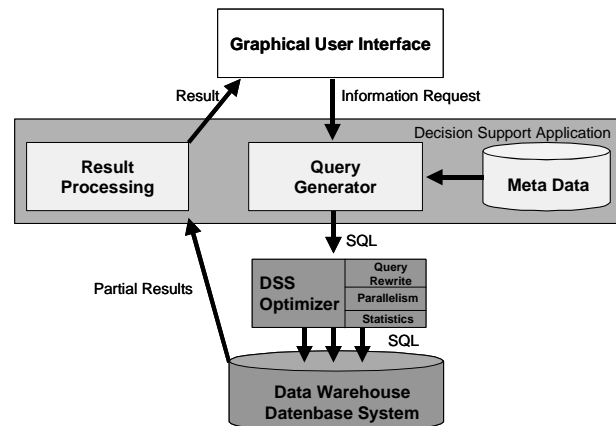 Graphical User Interface
Result
Information Request
Decision Support Application
Result
Processing
Query
Generator
Meta Data
SQL
Partial Results
DSS
Optimizer
Query
Rewrite
Parallelism
Statistics
SQL
Data Warehouse
Datenbase System